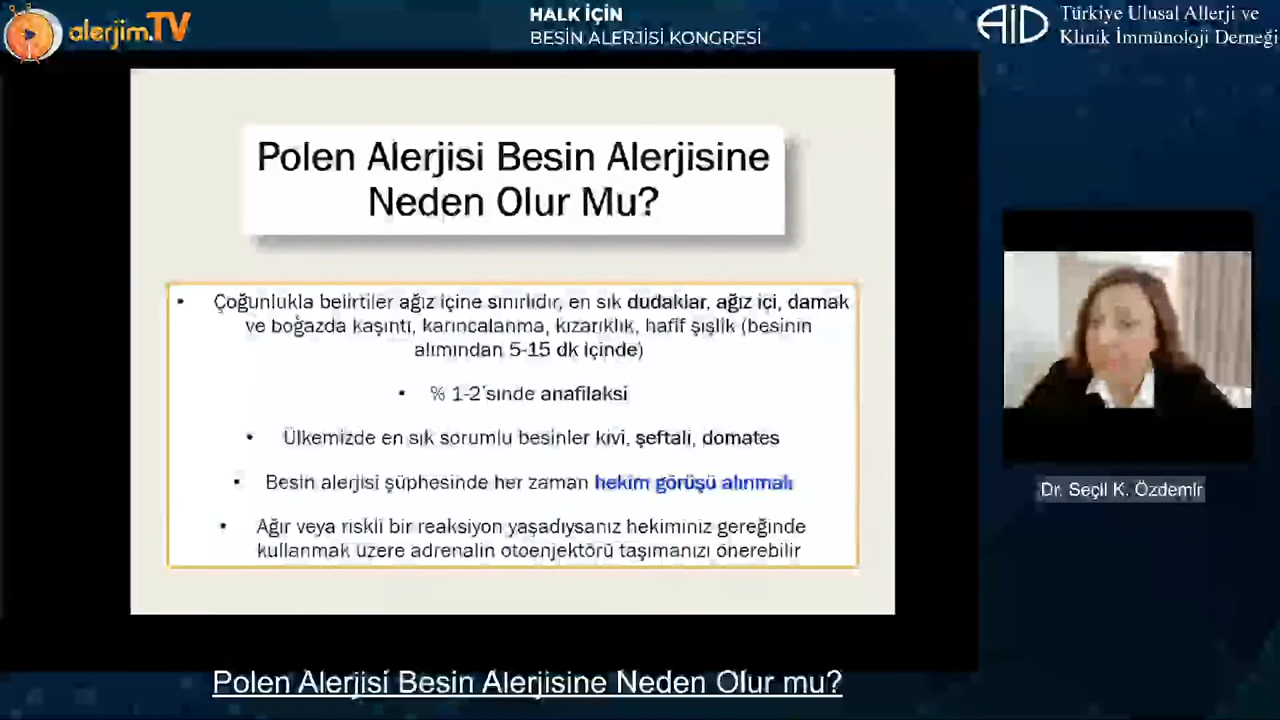 alerjim.TV
HALK İÇİN
BESİN ALERJİSİ KONGRESİ
AİD
Türkiye Ulusal Allerji ve
Klinik İmmünoloji Derneği
Polen Alerjisi Besin Alerjisine
Neden Olur Mu?
• Çoğunlukla belirtiler ağız içine sınırlıdır, en sık dudaklar, ağız içi, damak
ve boğazda kaşıntı, karıncalanma, kızarıklık, hafif şişlik (besinin
alımından 5-15 dk içinde)
• % 1-2'sinde anafilaksi
• Ülkemizde en sık sorumlu besinler kivi, şeftali, domates
• Besin alerjisi şüphesinde her zaman hekim görüşü alınmalı
• Ağır veya riskli bir reaksiyon yaşadıysanız hekiminiz gereğinde
kullanmak üzere adrenalin otoenjektörü taşımanızı önerebilir
Dr. Seçil K. Özdemir
Polen Alerjisi Besin Alerjisine Neden Olur mu?